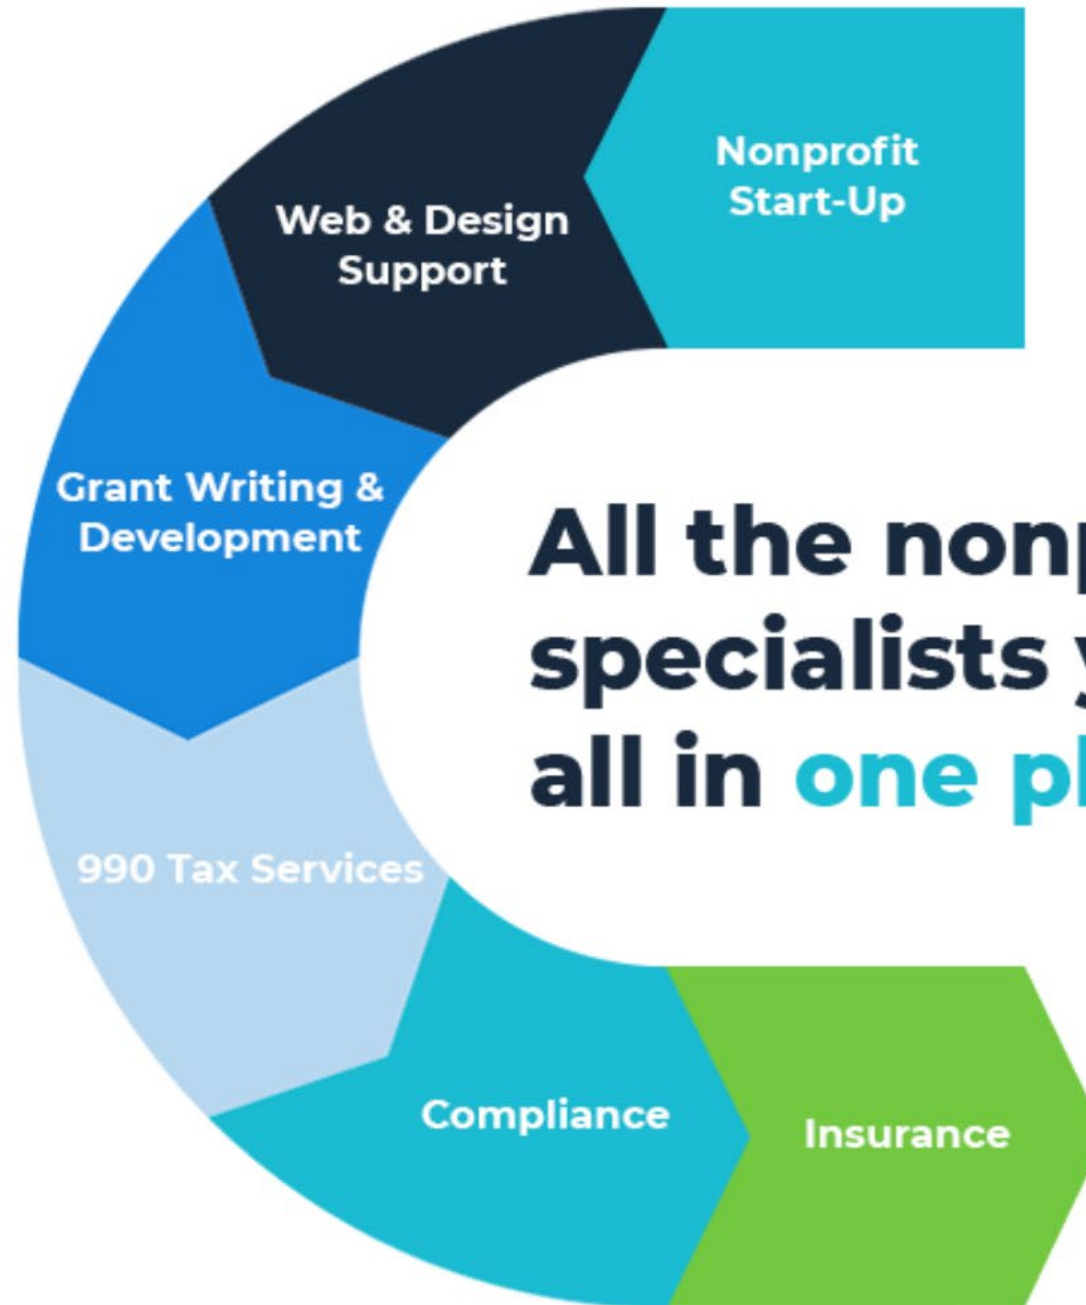 Nonprofit
Start-Up
Web & Design
Support
Grant Writing &
Development
990 Tax Services
Compliance
Insurance
All the
specialists
all in one